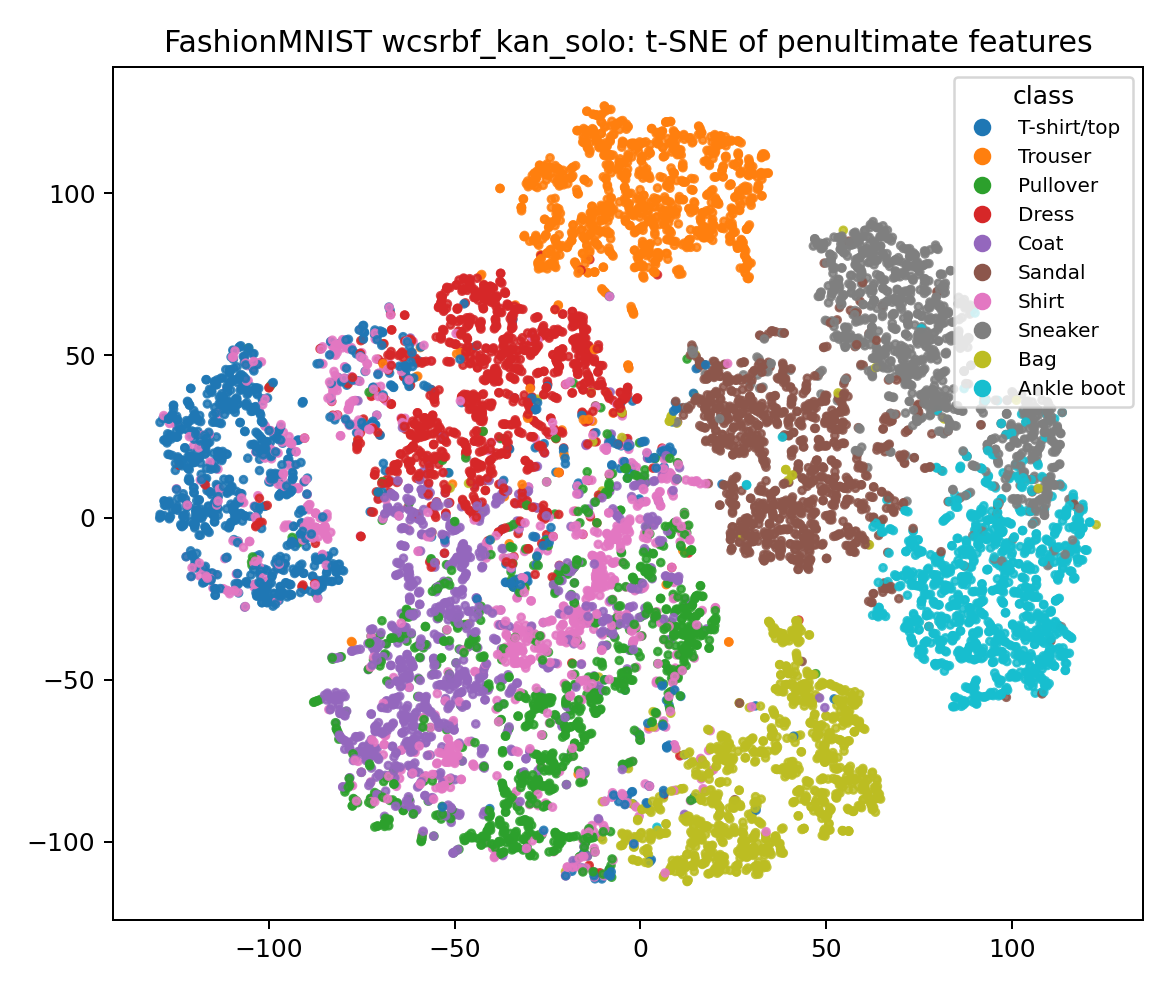 FashionMNIST wcsrbf_kan_solo: t-SNE of penultimate features
class
T-shirt/top
Trouser
Pullover
Dress
Coat
Sandal
Shirt
Sneaker
Bag
Ankle boot
100
50
0
−50
−100
−100
−50
0
50
100